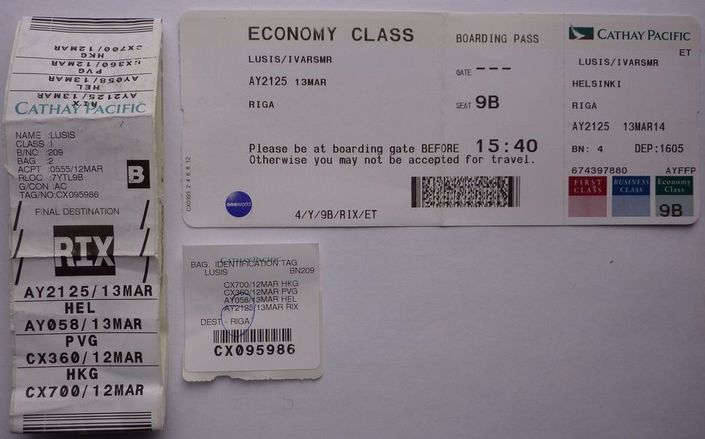 CX700/12MAR
HKG
CX360/12MAR
PVG
AY058/13MAR
HEL
AY2125/13MAR
RIX
CATHAY PACIFIC
NAME :LUSIS
CLASS :I
B/NO :209
BAG :2
ACPT :0555/12MAR
RLOC :7YTL9B
G/CON :AC
TAG/NO:CX095986
B
FINAL DESTINATION
RIX
AY2125/13MAR
HEL
AY058/13MAR
PVG
CX360/12MAR
HKG
CX700/12MAR
ECONOMY CLASS
LUSIS/IVARSMR
AY2125 13MAR
RIGA
Please be at boarding gate BEFORE 15:40
Otherwise you may not be accepted for travel.
oneworld
4/Y/9B/RIX/ET
BOARDING PASS
GATE ---
SEAT 9B
CATHAY PACIFIC
ET
LUSIS/IVARSMR
HELSINKI
RIGA
AY2125 13MAR14
BN: 4 DEP:1605
674397880 AYFFP
FIRST CLASS
BUSINESS CLASS
Economy Class
9B
CATHAY PACIFIC
BAG. IDENTIFICATION TAG
LUSIS BN209
CX700/12MAR HKG
CX360/12MAR PVG
AY058/13MAR HEL
AY2125/13MAR RIX
DEST - RIGA
CX095986